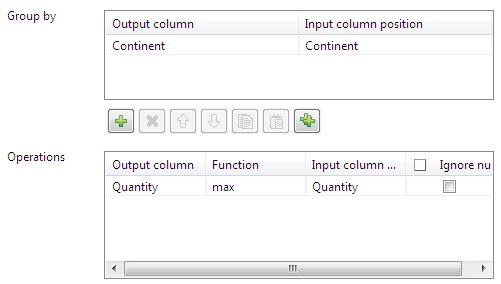 Group by
Output column Input column position
Continent Continent
Operations
Output column Function Input column ... Ignore nu
Quantity max Quantity